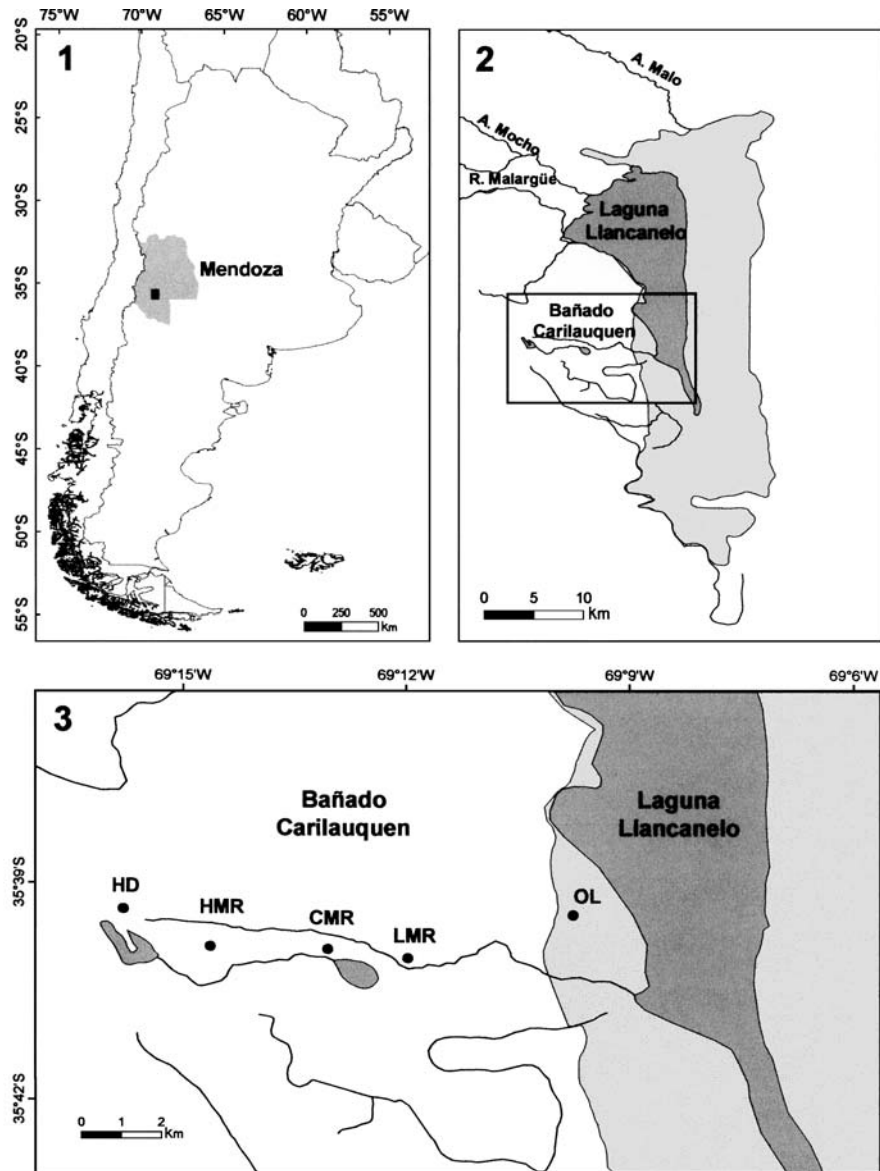 75°W 70°W 65°W 60°W 55°W
20°S
25°S
30°S
35°S
40°S
45°S
50°S
55°S
1
Mendoza
0 250 500
Km
2
A. Malo
A. Mocho
R. Malargüe
Laguna
Llancanelo
Bañado
Carilauquen
0 5 10
Km
69°15'W 69°12'W 69°9'W 69°6'W
35°39'S
35°42'S
3
Bañado
Carilauquen
Laguna
Llancanelo
HD
HMR
CMR
LMR
OL
0 1 2
Km